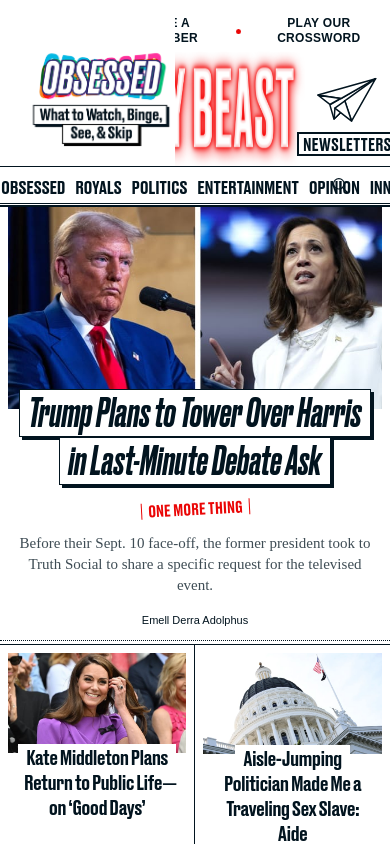 E A
PLAY OUR
BER
CROSSWORD
OBSESSED
What to Watch, Binge,
See, & Skip
Y BEAST
NEWSLETTERS
OBSESSED ROYALS POLITICS ENTERTAINMENT OPINION INN
Trump Plans to Tower Over Harris
in Last-Minute Debate Ask
ONE MORE THING
Before their Sept. 10 face-off, the former president took to
Truth Social to share a specific request for the televised
event.
Emell Derra Adolphus
Kate Middleton Plans
Return to Public Life—
on ‘Good Days’
Aisle-Jumping
Politician Made Me a
Traveling Sex Slave:
Aide